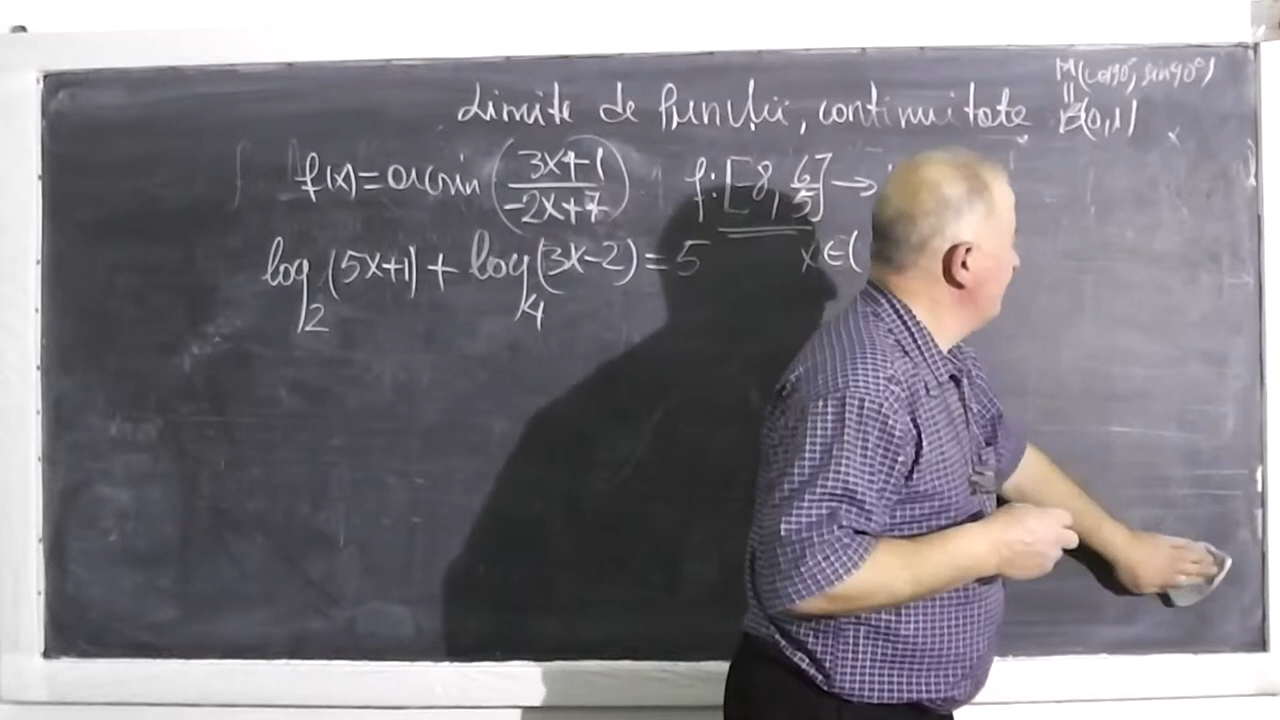 M(cos90°, sin90°)
||
Limite de funcții, continuitate B(0,1)
f(x)=arcsin(3x+1/-2x+7) f:[-8, 6/5]→
log₂(5x+1)+log₄(3x-2)=5 x∈(